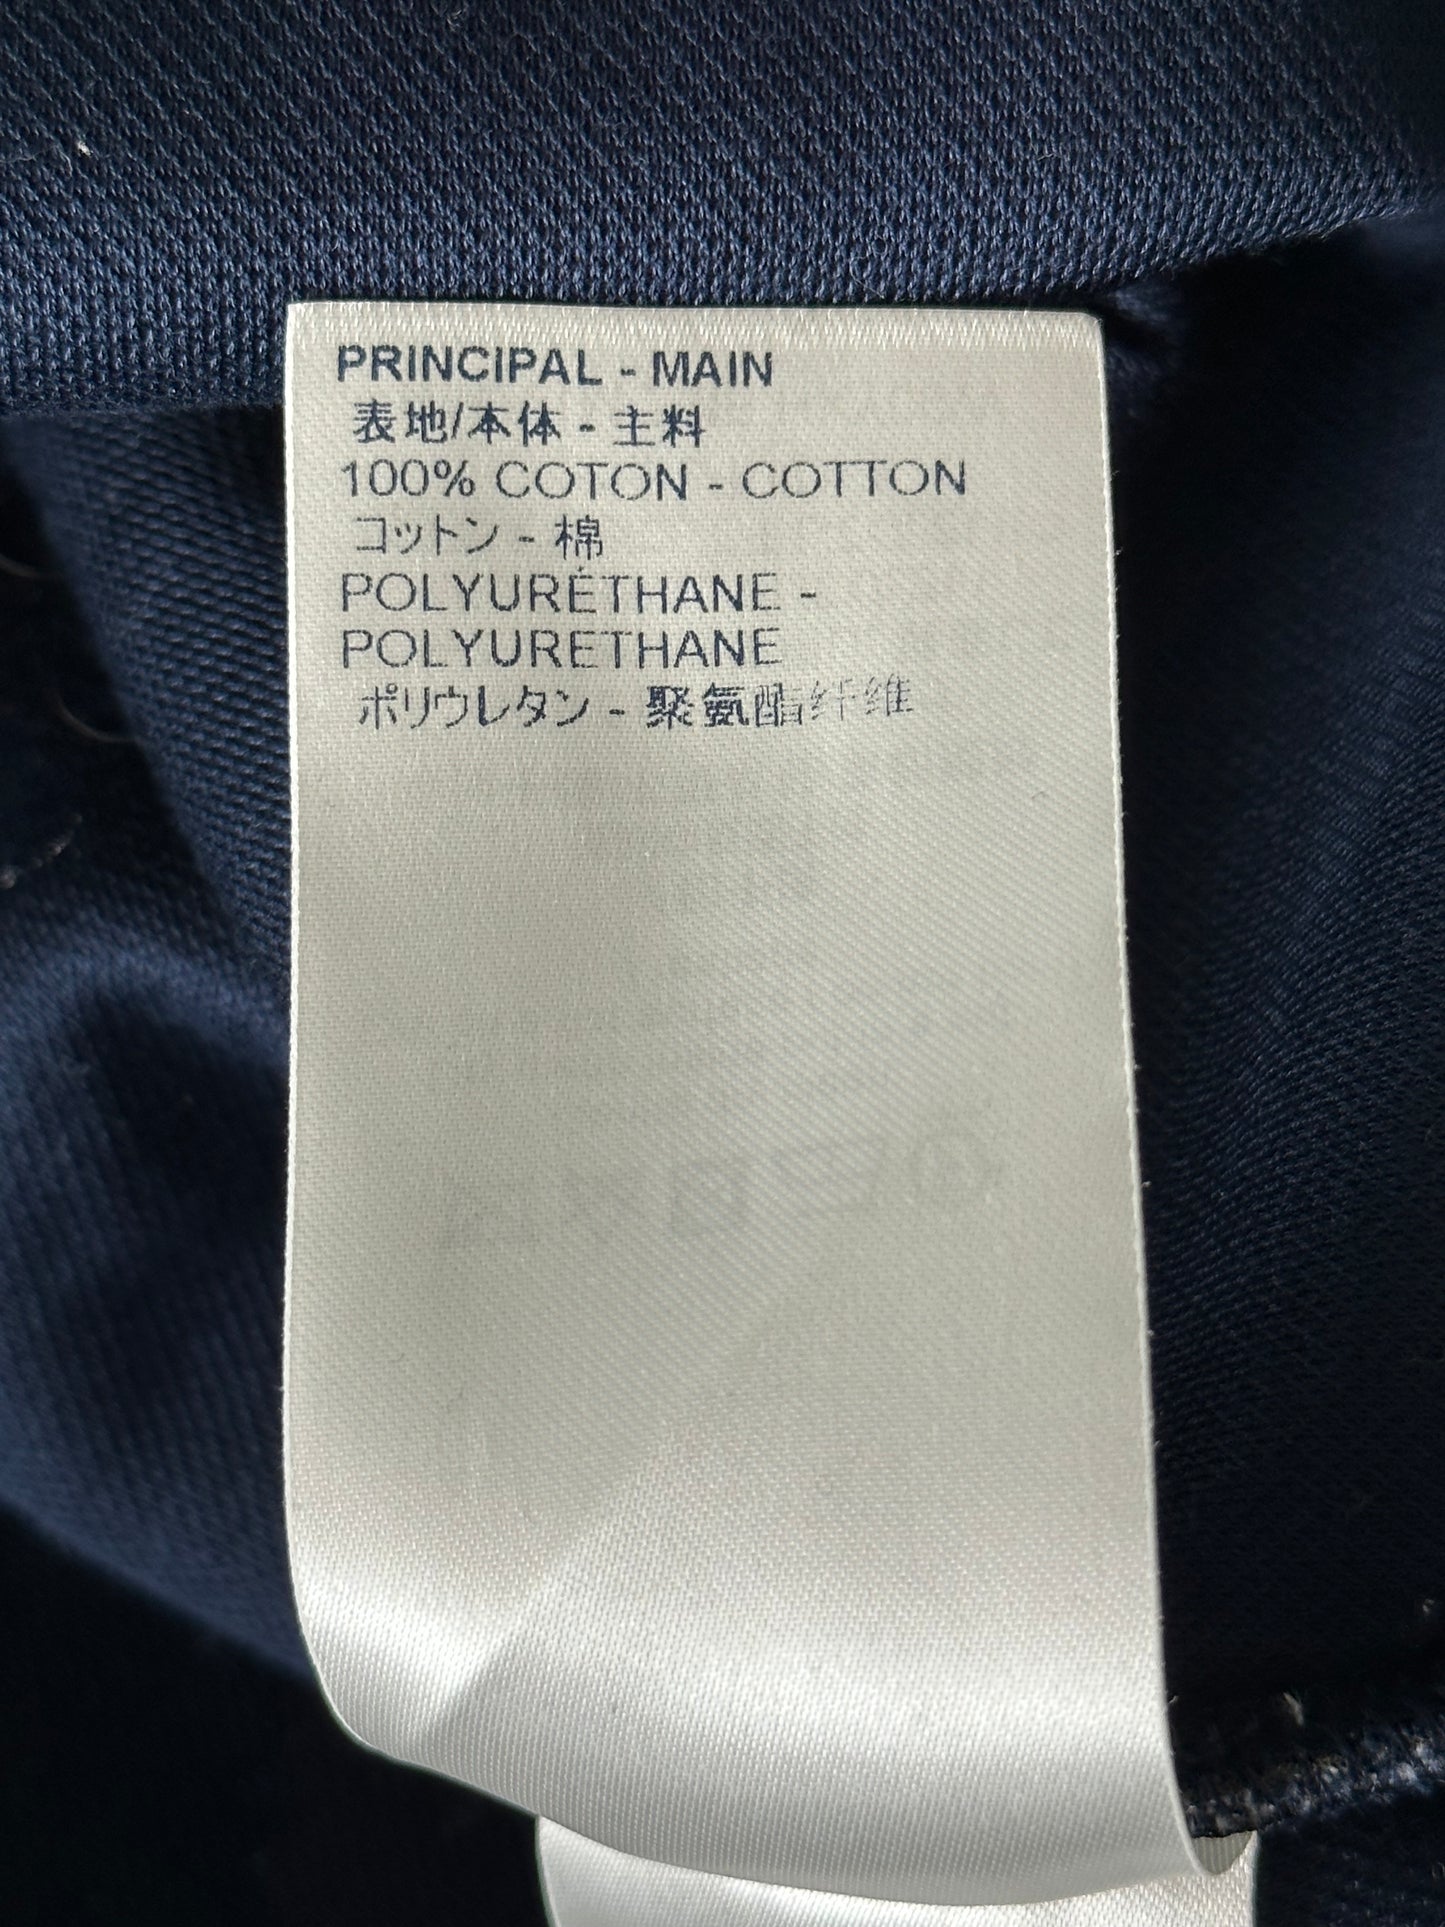 PRINCIPAL - MAIN
表地/本体 - 主料
100% COTON - COTTON
コットン - 棉
POLYURÉTHANE -
POLYURETHANE
ポリウレタン - 聚氨酯纤维